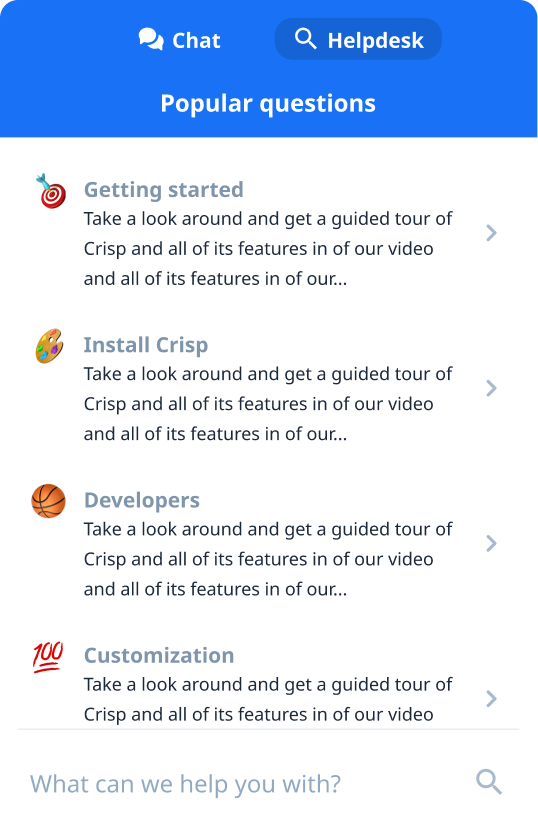 Chat
Helpdesk
Popular questions
Getting started
Take a look around and get a guided tour of
Crisp and all of its features in of our video
and all of its features in of our...
Install Crisp
Take a look around and get a guided tour of
Crisp and all of its features in of our video
and all of its features in of our...
Developers
Take a look around and get a guided tour of
Crisp and all of its features in of our video
and all of its features in of our...
100
Customization
Take a look around and get a guided tour of
Crisp and all of its features in of our video
What can we help you with?